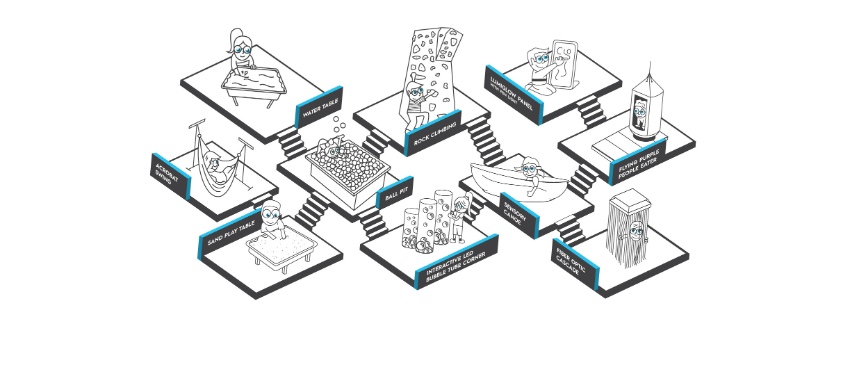 WATER TABLE
ROCK CLIMBING
LUMIGLOW PANEL
FLYING PURPLE
PEOPLE EATER
ACROBAT
SWING
BALL PIT
SENSORY
CANOE
SAND PLAY TABLE
INTERACTIVE LED
BUBBLE TUBE CORNER
FIBER OPTIC
CASCADE